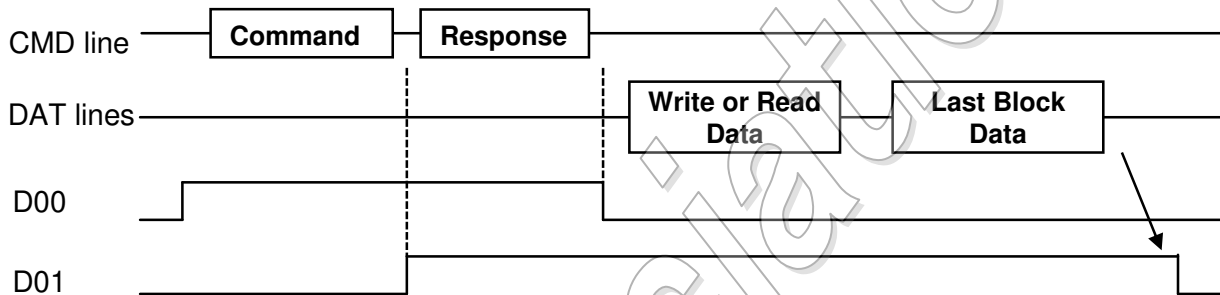 CMD line Command Response
DAT lines Write or Read Data Last Block Data
D00
D01